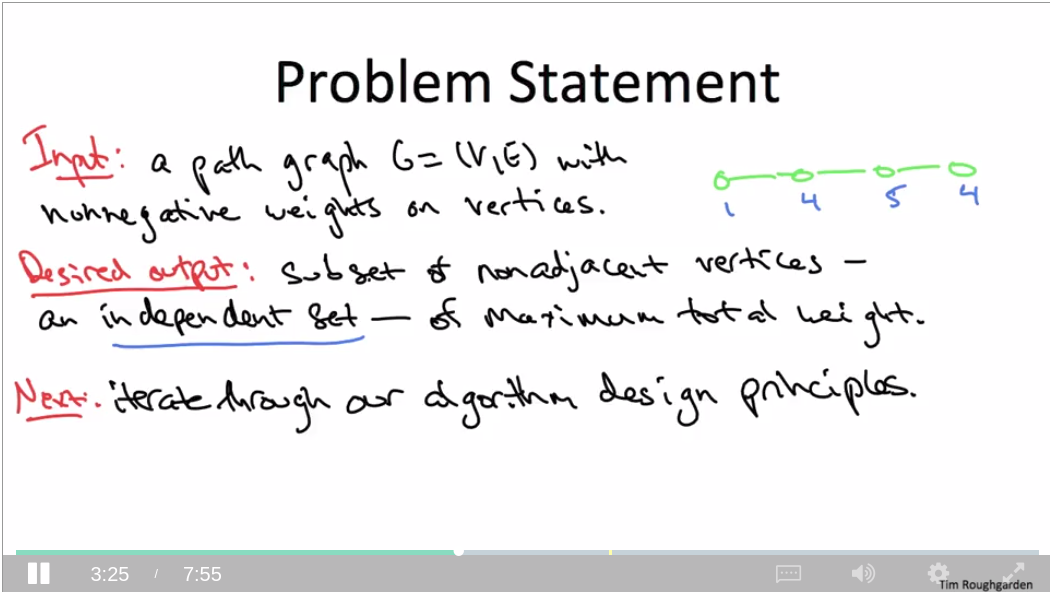 Problem Statement
Input: a path graph G=(V,E) with
nonnegative weights on vertices.
1 4 5 4
Desired output: subset of nonadjacent vertices –
an independent set – of maximum total weight.
Next: iterate through our algorithm design principles.
3:25 / 7:55
Tim Roughgarden